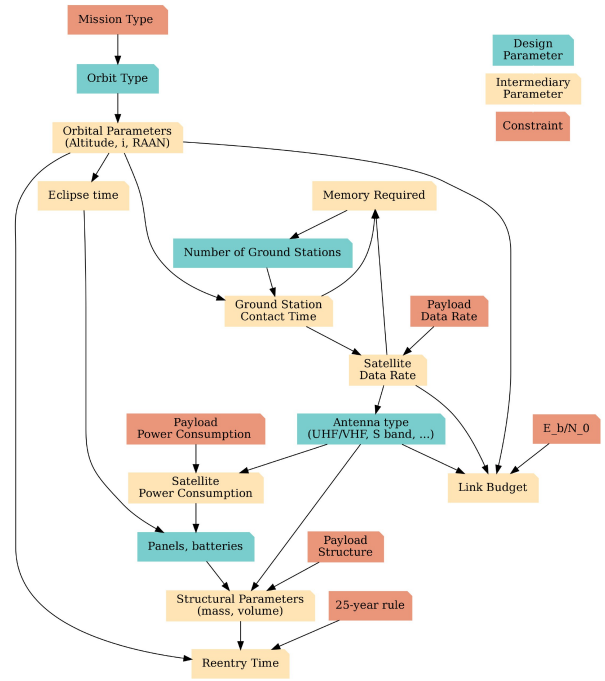 Mission Type
Design
Parameter
Orbit Type
Intermediary
Parameter
Orbital Parameters
(Altitude, i, RAAN)
Constraint
Eclipse time
Memory Required
Number of Ground Stations
Ground Station
Contact Time
Payload
Data Rate
Satellite
Data Rate
Payload
Power Consumption
Antenna type
(UHF/VHF, S band, ...)
E_b/N_0
Satellite
Power Consumption
Link Budget
Panels, batteries
Payload
Structure
Structural Parameters
(mass, volume)
25-year rule
Reentry Time